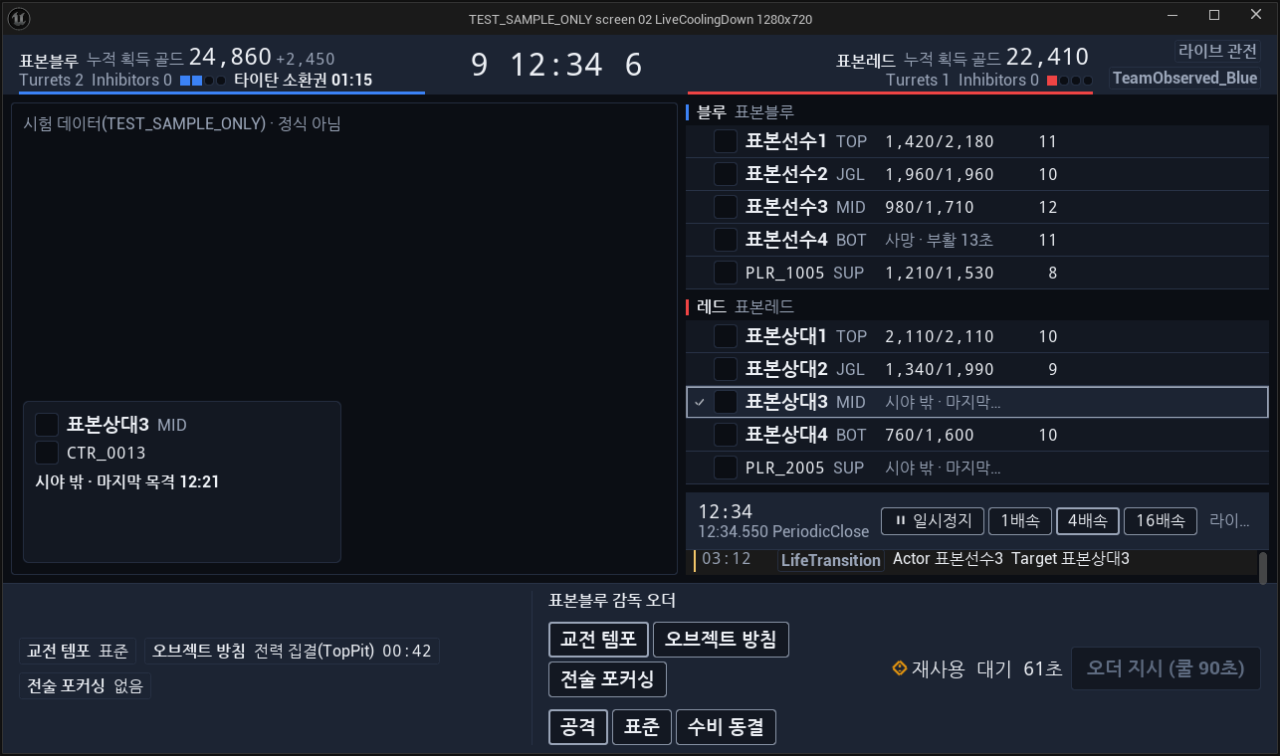 TEST_SAMPLE_ONLY screen 02 LiveCoolingDown 1280x720
표본블루 누적 획득 골드 24,860 +2,450
Turrets 2 Inhibitors 0 타이탄 소환권 01:15
9 12:34 6
표본레드 누적 획득 골드 22,410
Turrets 1 Inhibitors 0
라이브 관전
TeamObserved_Blue
시험 데이터(TEST_SAMPLE_ONLY) · 정식 아님
표본상대3 MID
CTR_0013
시야 밖 · 마지막 목격 12:21
블루 표본블루
표본선수1 TOP 1,420/2,180 11
표본선수2 JGL 1,960/1,960 10
표본선수3 MID 980/1,710 12
표본선수4 BOT 사망 · 부활 13초 11
PLR_1005 SUP 1,210/1,530 8
레드 표본레드
표본상대1 TOP 2,110/2,110 10
표본상대2 JGL 1,340/1,990 9
표본상대3 MID 시야 밖 · 마지막...
표본상대4 BOT 760/1,600 10
PLR_2005 SUP 시야 밖 · 마지막...
12:34
12:34.550 PeriodicClose
일시정지 1배속 4배속 16배속 라이...
03:12 LifeTransition Actor 표본선수3 Target 표본상대3
교전 템포 표준 오브젝트 방침 전력 집결(TopPit) 00:42
전술 포커싱 없음
표본블루 감독 오더
교전 템포 오브젝트 방침
전술 포커싱
공격 표준 수비 동결
재사용 대기 61초 오더 지시 (쿨 90초)